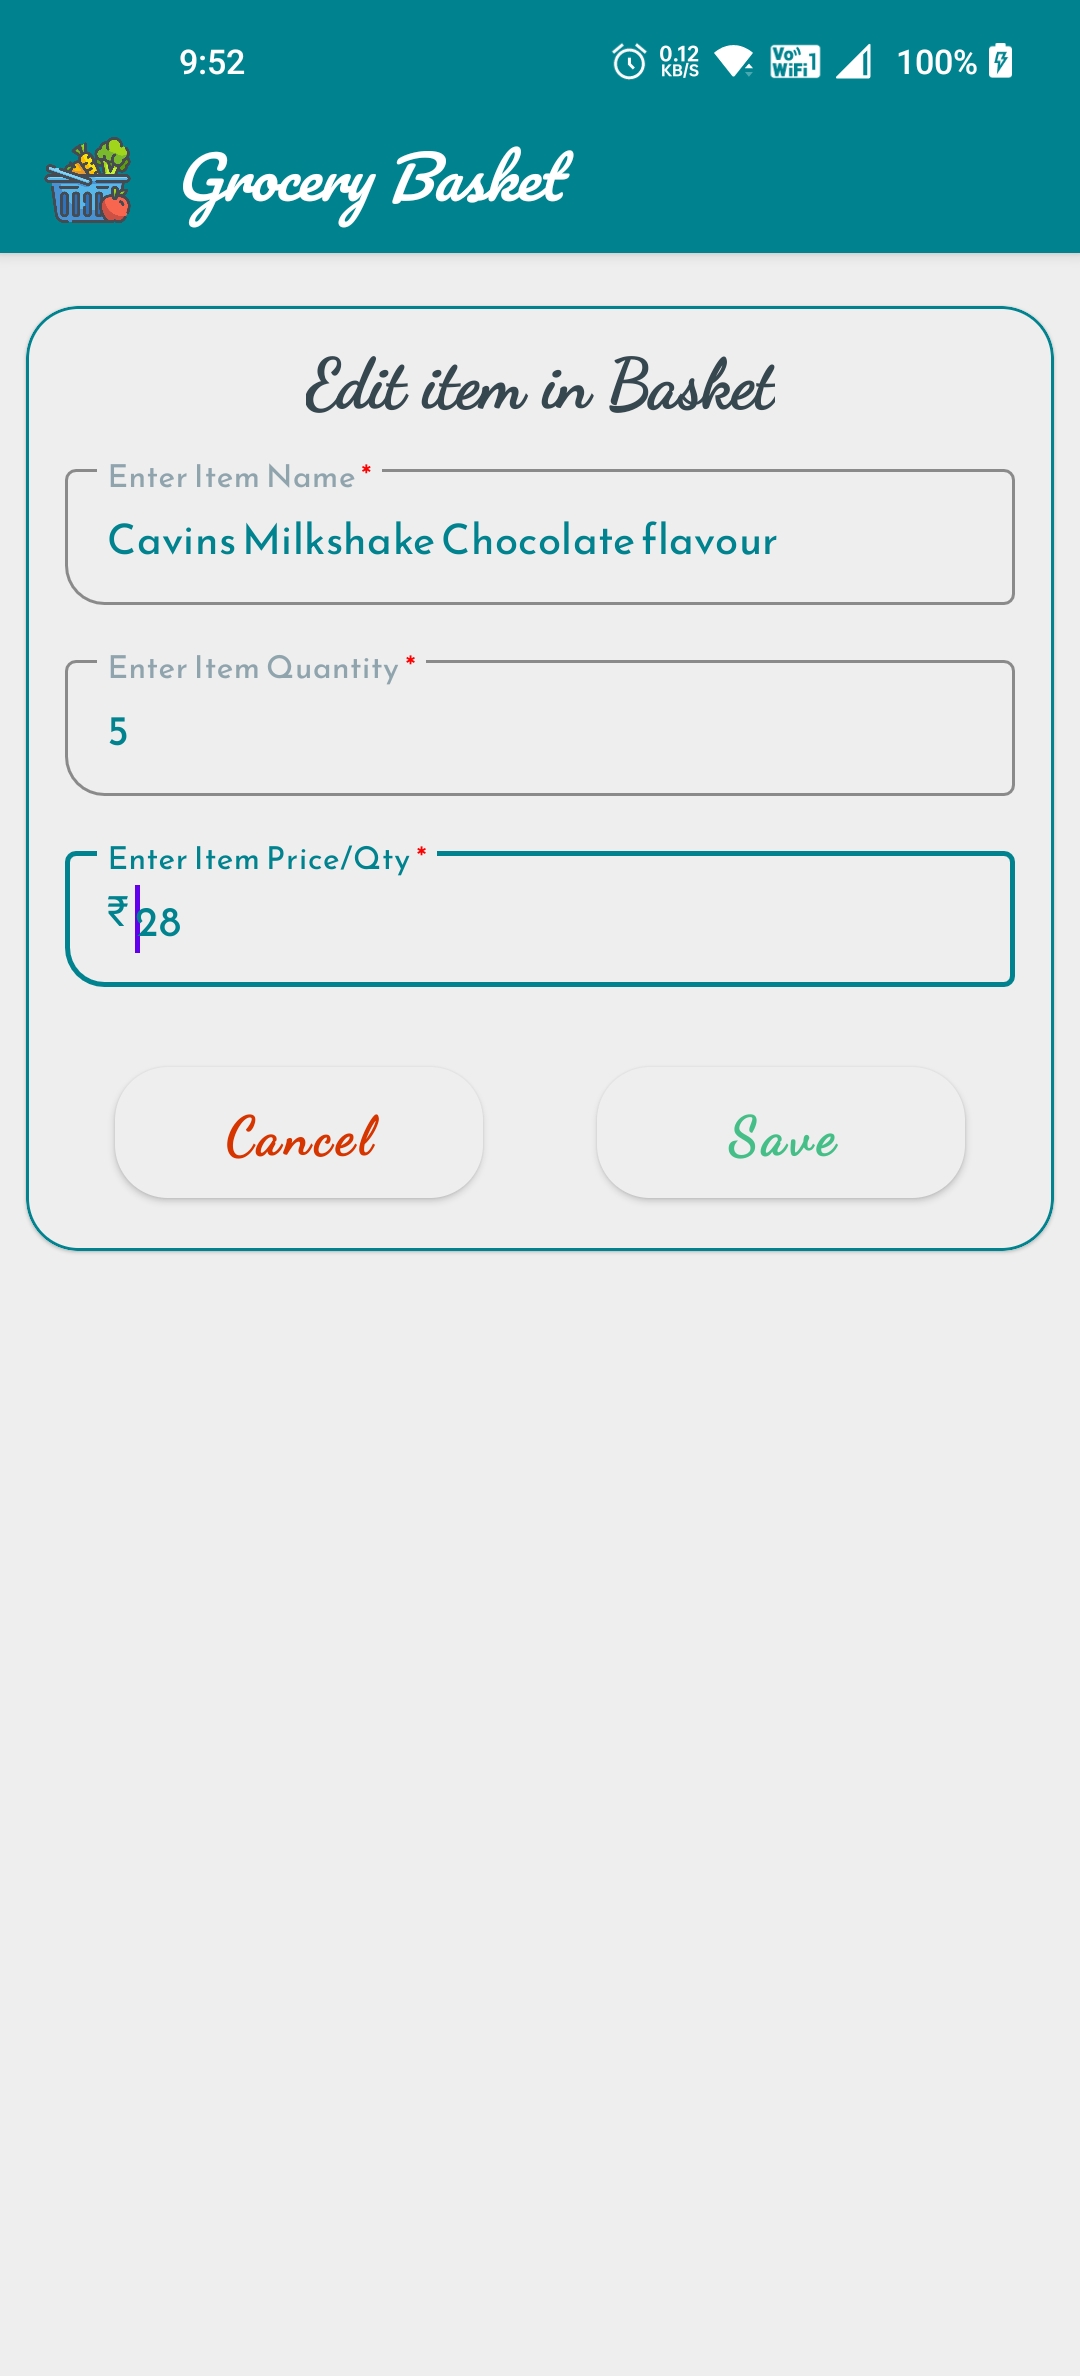 9:52
0.12
KB/S
Vo 1
WiFi
100%
Grocery Basket
Edit item in Basket
Enter Item Name *
Cavins Milkshake Chocolate flavour
Enter Item Quantity *
5
Enter Item Price/Qty *
₹ 28
Cancel
Save